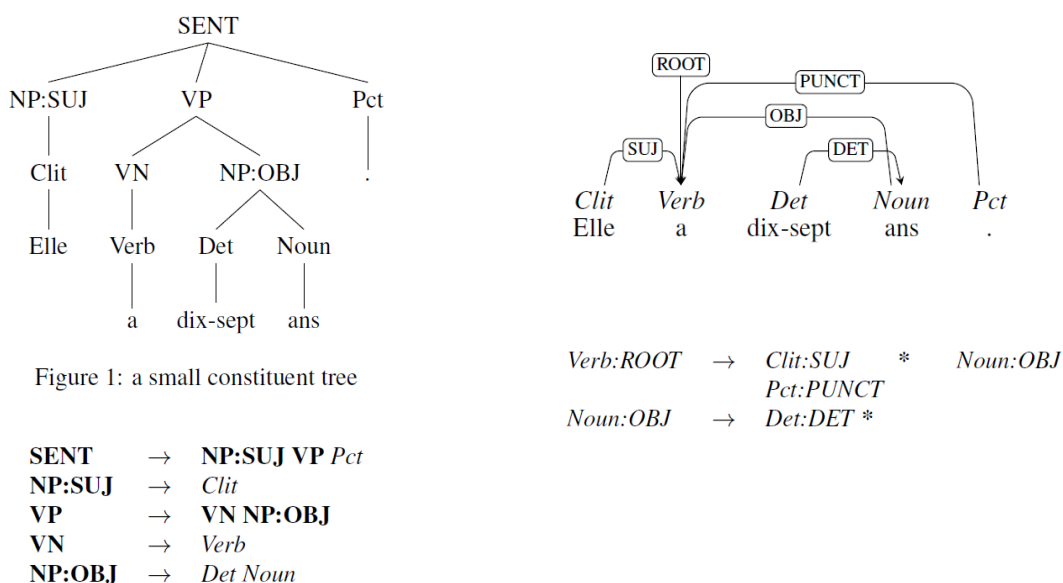 SENT
NP:SUJ VP Pct
Clit VN NP:OBJ .
Elle Verb Det Noun
a dix-sept ans
Figure 1: a small constituent tree
SENT → NP:SUJ VP Pct
NP:SUJ → Clit
VP → VN NP:OBJ
VN → Verb
NP:OBJ → Det Noun
ROOT
PUNCT
OBJ
SUJ DET
Clit Verb Det Noun Pct
Elle a dix-sept ans .
Verb:ROOT → Clit:SUJ * Noun:OBJ
Pct:PUNCT
Noun:OBJ → Det:DET *